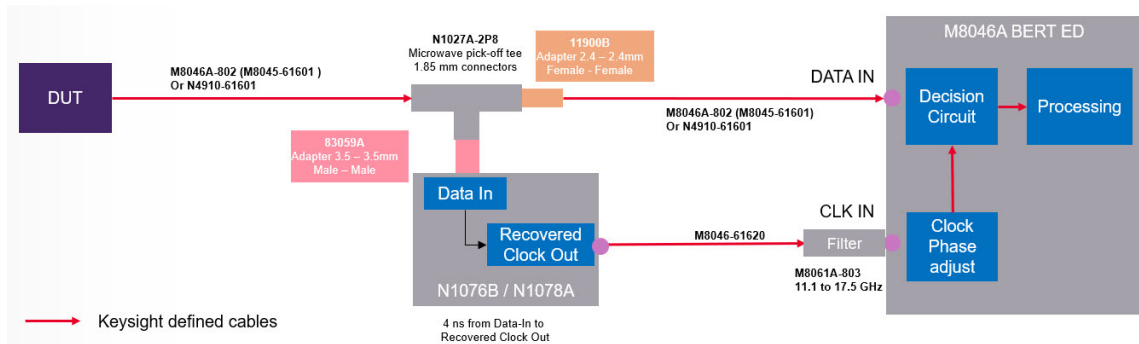 M8046A BERT ED
N1027A-2P8
Microwave pick-off tee
1.85 mm connectors
11900B
Adapter 2.4 – 2.4mm
Female - Female
M8046A-802 (M8045-61601 )
Or N4910-61601
DUT
DATA IN
Decision
Circuit
Processing
M8046A-802 (M8045-61601)
Or N4910-61601
83059A
Adapter 3.5 – 3.5mm
Male – Male
Data In
CLK IN
Recovered
Clock Out
M8046-61620
Filter
Clock
Phase
adjust
M8061A-803
11.1 to 17.5 GHz
N1076B / N1078A
Keysight defined cables
4 ns from Data-In to
Recovered Clock Out